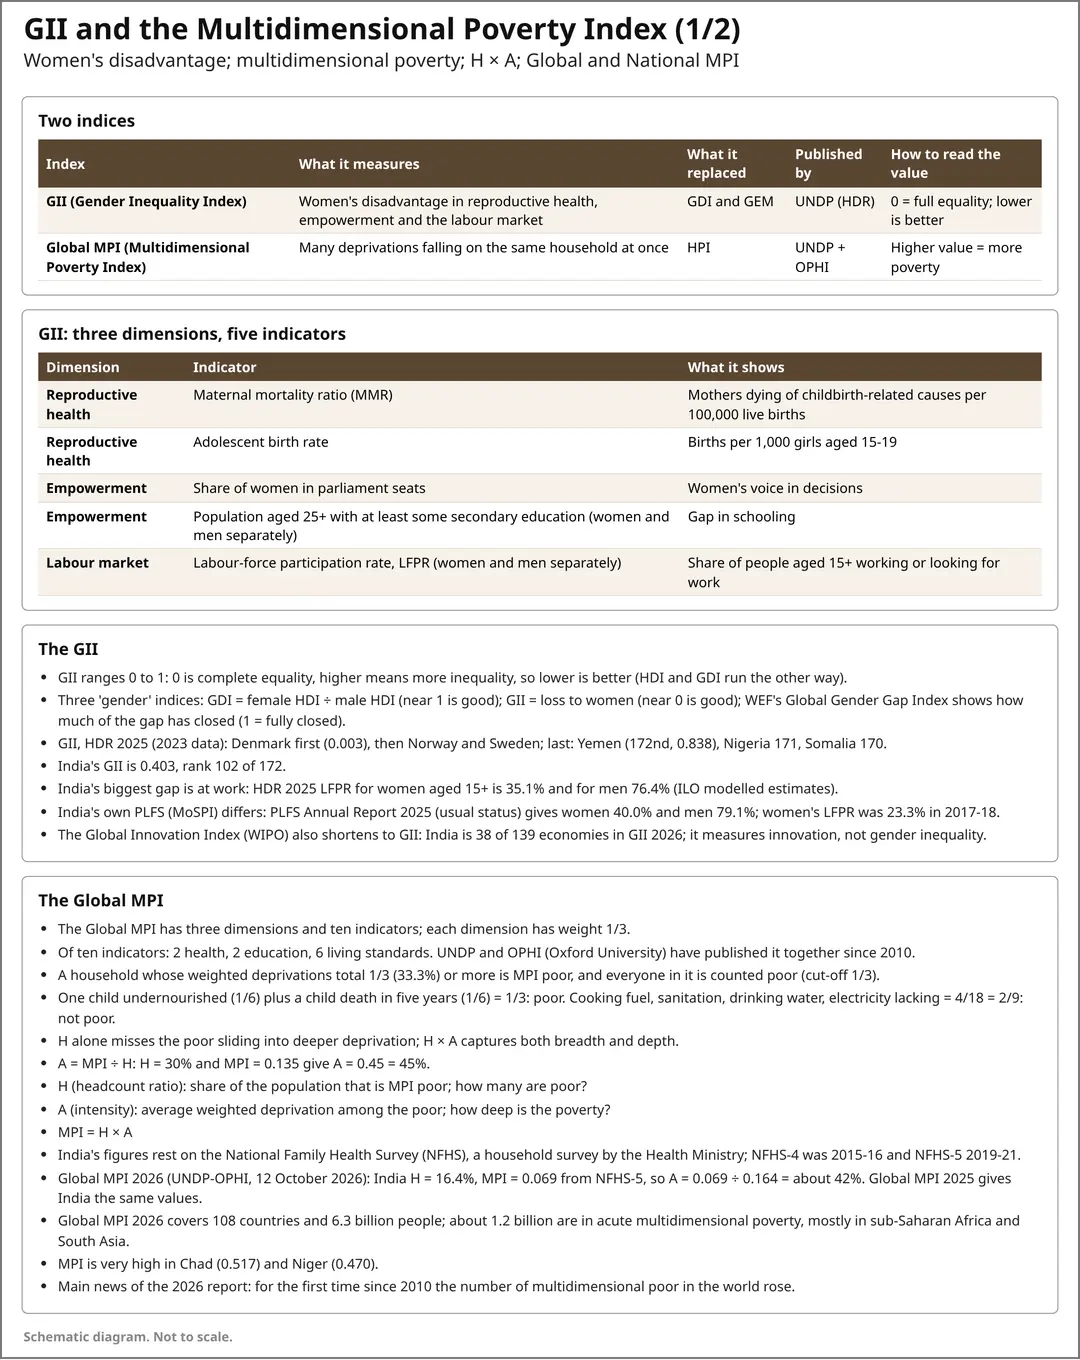 GII and the Multidimensional Poverty Index (1/2)
Women's disadvantage; multidimensional poverty; H × A; Global and National MPI
Two indices
Index
What it measures
What it replaced
Published by
How to read the value
GII (Gender Inequality Index)
Women's disadvantage in reproductive health, empowerment and the labour market
GDI and GEM
UNDP (HDR)
0 = full equality; lower is better
Global MPI (Multidimensional Poverty Index)
Many deprivations falling on the same household at once
HPI
UNDP + OPHI
Higher value = more poverty
GII: three dimensions, five indicators
Dimension
Indicator
What it shows
Reproductive health
Maternal mortality ratio (MMR)
Mothers dying of childbirth-related causes per 100,000 live births
Reproductive health
Adolescent birth rate
Births per 1,000 girls aged 15-19
Empowerment
Share of women in parliament seats
Women's voice in decisions
Empowerment
Population aged 25+ with at least some secondary education (women and men separately)
Gap in schooling
Labour market
Labour-force participation rate, LFPR (women and men separately)
Share of people aged 15+ working or looking for work
The GII
• GII ranges 0 to 1: 0 is complete equality, higher means more inequality, so lower is better (HDI and GDI run the other way).
• Three 'gender' indices: GDI = female HDI ÷ male HDI (near 1 is good); GII = loss to women (near 0 is good); WEF's Global Gender Gap Index shows how
much of the gap has closed (1 = fully closed).
• GII, HDR 2025 (2023 data): Denmark first (0.003), then Norway and Sweden; last: Yemen (172nd, 0.838), Nigeria 171, Somalia 170.
• India's GII is 0.403, rank 102 of 172.
• India's biggest gap is at work: HDR 2025 LFPR for women aged 15+ is 35.1% and for men 76.4% (ILO modelled estimates).
• India's own PLFS (MoSPI) differs: PLFS Annual Report 2025 (usual status) gives women 40.0% and men 79.1%; women's LFPR was 23.3% in 2017-18.
• The Global Innovation Index (WIPO) also shortens to GII: India is 38 of 139 economies in GII 2026; it measures innovation, not gender inequality.
The Global MPI
• The Global MPI has three dimensions and ten indicators; each dimension has weight 1/3.
• Of ten indicators: 2 health, 2 education, 6 living standards. UNDP and OPHI (Oxford University) have published it together since 2010.
• A household whose weighted deprivations total 1/3 (33.3%) or more is MPI poor, and everyone in it is counted poor (cut-off 1/3).
• One child undernourished (1/6) plus a child death in five years (1/6) = 1/3: poor. Cooking fuel, sanitation, drinking water, electricity lacking = 4/18 = 2/9:
not poor.
• H alone misses the poor sliding into deeper deprivation; H × A captures both breadth and depth.
• A = MPI ÷ H: H = 30% and MPI = 0.135 give A = 0.45 = 45%.
• H (headcount ratio): share of the population that is MPI poor; how many are poor?
• A (intensity): average weighted deprivation among the poor; how deep is the poverty?
• MPI = H × A
• India's figures rest on the National Family Health Survey (NFHS), a household survey by the Health Ministry; NFHS-4 was 2015-16 and NFHS-5 2019-21.
• Global MPI 2026 (UNDP-OPHI, 12 October 2026): India H = 16.4%, MPI = 0.069 from NFHS-5, so A = 0.069 ÷ 0.164 = about 42%. Global MPI 2025 gives
India the same values.
• Global MPI 2026 covers 108 countries and 6.3 billion people; about 1.2 billion are in acute multidimensional poverty, mostly in sub-Saharan Africa and
South Asia.
• MPI is very high in Chad (0.517) and Niger (0.470).
• Main news of the 2026 report: for the first time since 2010 the number of multidimensional poor in the world rose.
Schematic diagram. Not to scale.